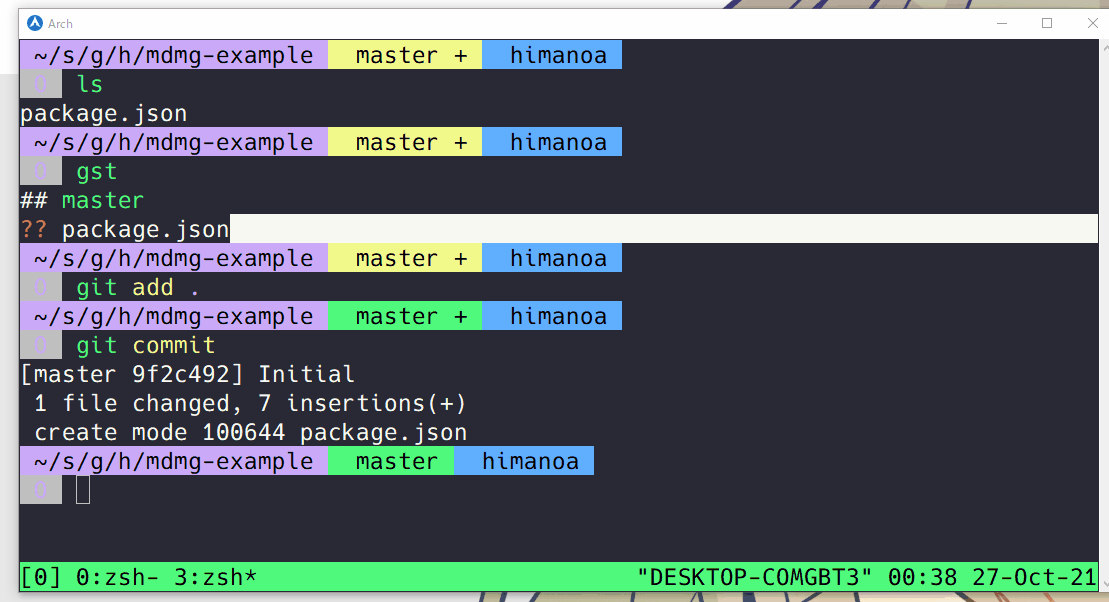 Arch
~/s/g/h/mdmg-example master + himanoa
0 ls
package.json
~/s/g/h/mdmg-example master + himanoa
0 gst
## master
?? package.json
~/s/g/h/mdmg-example master + himanoa
0 git add .
~/s/g/h/mdmg-example master + himanoa
0 git commit
[master 9f2c492] Initial
1 file changed, 7 insertions(+)
create mode 100644 package.json
~/s/g/h/mdmg-example master himanoa
0
[0] 0:zsh- 3:zsh* "DESKTOP-COMGBT3" 00:38 27-Oct-21